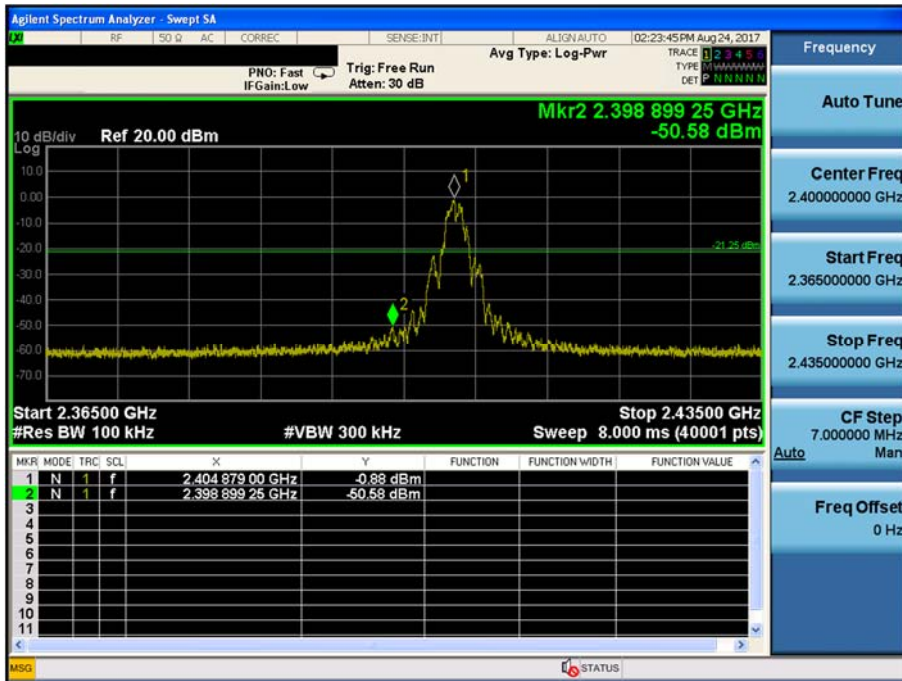 Agilent Spectrum Analyzer - Swept SA
LXI RF 50 Ω AC CORREC SENSE:INT ALIGN AUTO 02:23:45 PM Aug 24, 2017
Frequency
Avg Type: Log-Pwr TRACE 1 2 3 4 5 6
PNO: Fast Trig: Free Run TYPE M W W W W W
IFGain:Low Atten: 30 dB DET P N N N N N
Auto Tune
Mkr2 2.398 899 25 GHz
-50.58 dBm
10 dB/div Ref 20.00 dBm
Log
10.0
0.00
-10.0
-20.0
-30.0
-40.0
-50.0
-60.0
-70.0
1
-21.25 dBm
2
Start 2.36500 GHz Stop 2.43500 GHz
#Res BW 100 kHz #VBW 300 kHz Sweep 8.000 ms (40001 pts)
Center Freq
2.400000000 GHz
Start Freq
2.365000000 GHz
Stop Freq
2.435000000 GHz
CF Step
7.000000 MHz
Auto Man
Freq Offset
0 Hz
MKR MODE TRC SCL X Y FUNCTION FUNCTION WIDTH FUNCTION VALUE
1 N 1 f 2.404 879 00 GHz -0.88 dBm
2 N 1 f 2.398 899 25 GHz -50.58 dBm
3
4
5
6
7
8
9
10
11
MSG STATUS